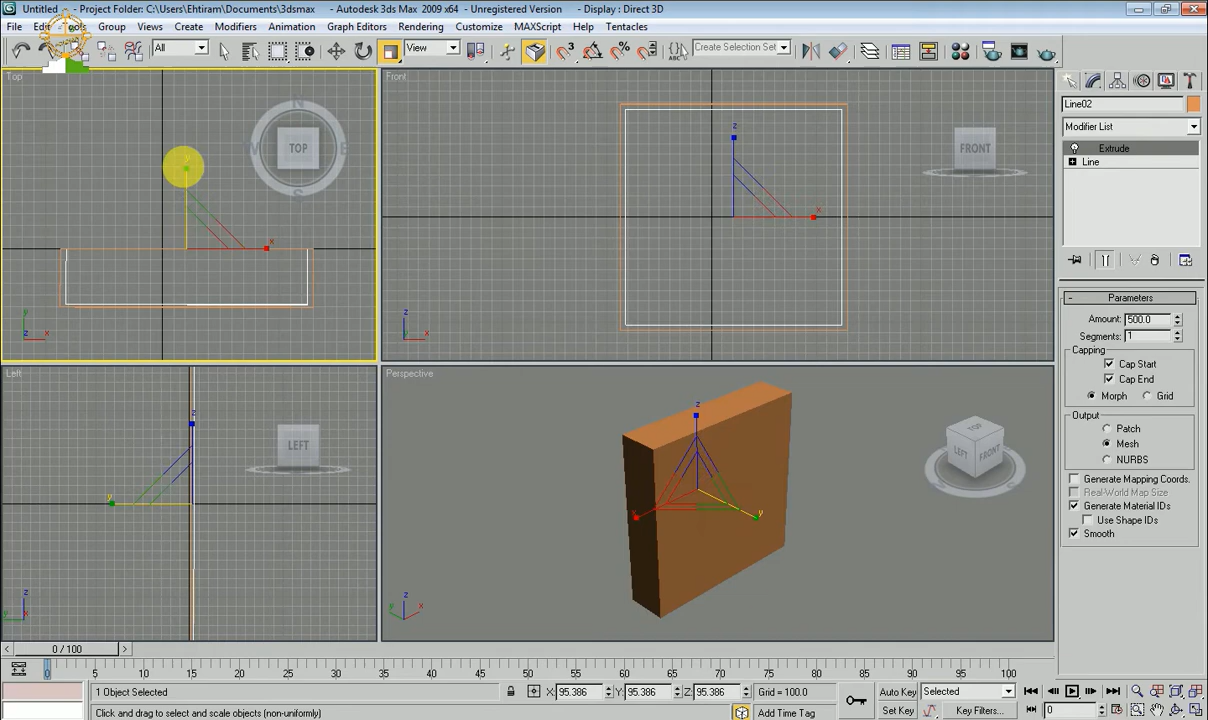 Untitled - Project Folder: C:\Users\Ehtiram\Documents\3dsmax - Autodesk 3ds Max 2009 x64 - Unregistered Version - Display : Direct 3D
File Edit Tools Group Views Create Modifiers Animation Graph Editors Rendering Customize MAXScript Help Tentacles
All View 3 % ABC Create Selection Set
Top
N
W TOP E
S
y
x
y
z x
Front
FRONT
z
x
z
y x
Left
LEFT
z
y
z
y x
Perspective
TOP
LEFT FRONT
z
x y
z
y x
Line02
Modifier List
Extrude
Line
Parameters
Amount: 500.0
Segments: 1
Capping
Cap Start
Cap End
Morph Grid
Output
Patch
Mesh
NURBS
Generate Mapping Coords.
Real-World Map Size
Generate Material IDs
Use Shape IDs
Smooth
< 0 / 100 >
0 5 10 15 20 25 30 35 40 45 50 55 60 65 70 75 80 85 90 95 100
1 Object Selected X: 95.386 Y: 95.386 Z: 95.386 Grid = 100.0 Auto Key Selected
Click and drag to select and scale objects (non-uniformly) Add Time Tag Set Key Key Filters... 0